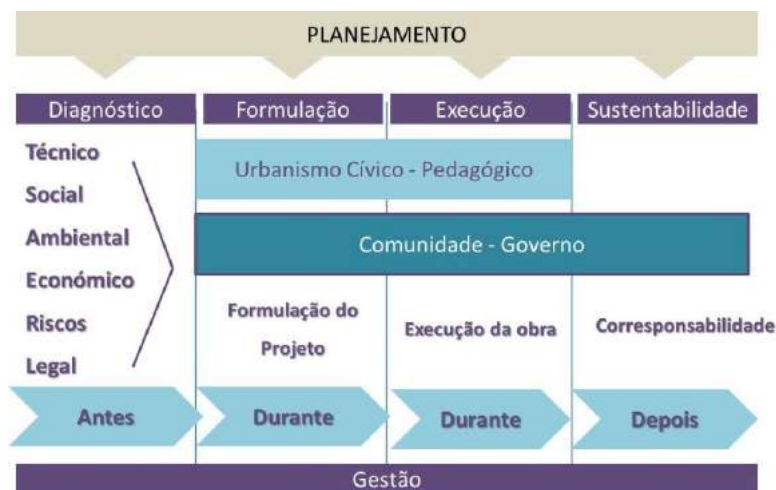 PLANEJAMENTO
Diagnóstico
Formulação
Execução
Sustentabilidade
Técnico
Social
Ambiental
Económico
Riscos
Legal
Urbanismo Cívico - Pedagógico
Comunidade - Governo
Formulação do
Projeto
Execução da obra
Corresponsabilidade
Antes
Durante
Durante
Depois
Gestão